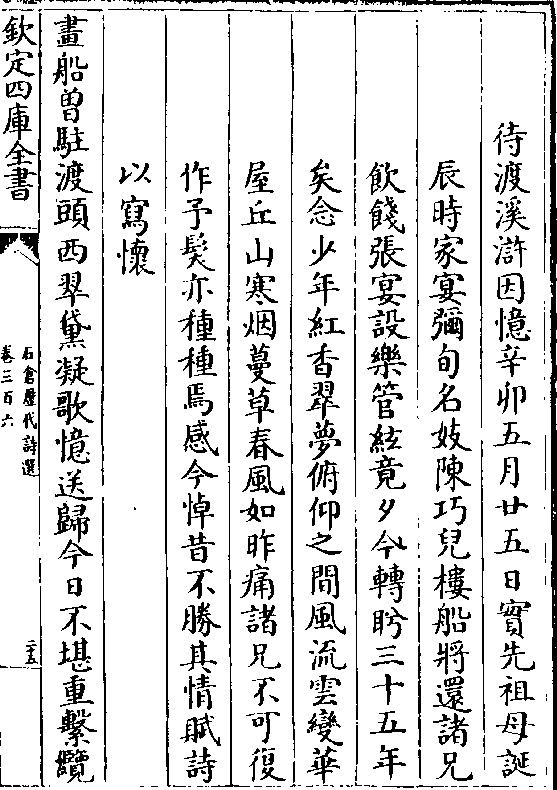 待渡溪滸因憶辛卯五月廿五日實先祖母誕
辰時家宴彌旬名妓陳巧兒樓船將還諸兄
飲餞張宴設樂管絃竟夕今轉盻三十五年
矣念少年紅香翠夢俯仰之間風流雲變華
屋丘山寒烟蔓草春風如昨痛諸兄不可復
作予髮亦種種焉感今悼昔不勝其情賦詩
以寫懷
畫船曽駐渡頭西翠黛凝歌憶送歸今日不堪重繫纜
欽定四庫全書
石倉歷代詩選
卷三百六
二五